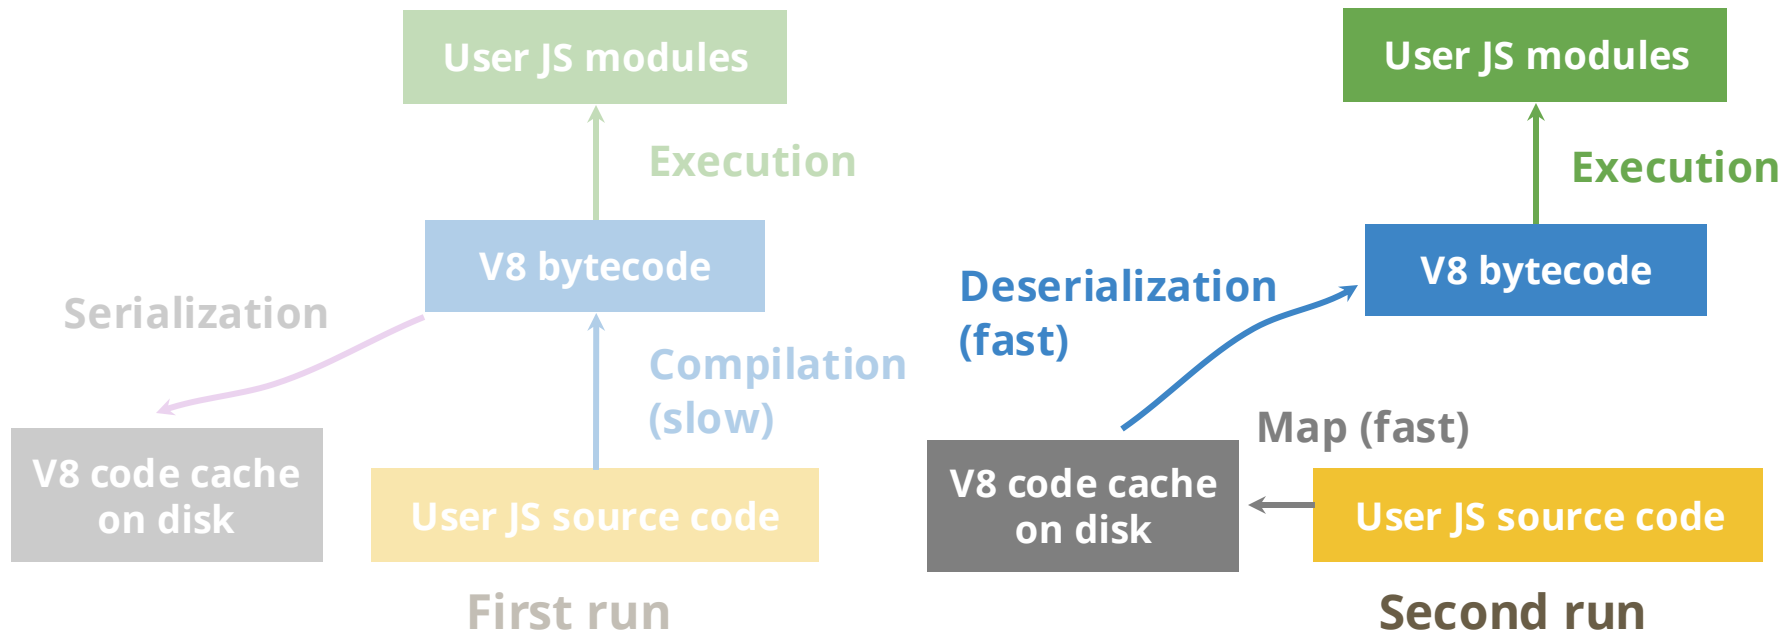 User JS modules
Execution
V8 bytecode
Serialization
Compilation
(slow)
V8 code cache
on disk
User JS source code
First run
User JS modules
Execution
V8 bytecode
Deserialization
(fast)
Map (fast)
V8 code cache
on disk
User JS source code
Second run